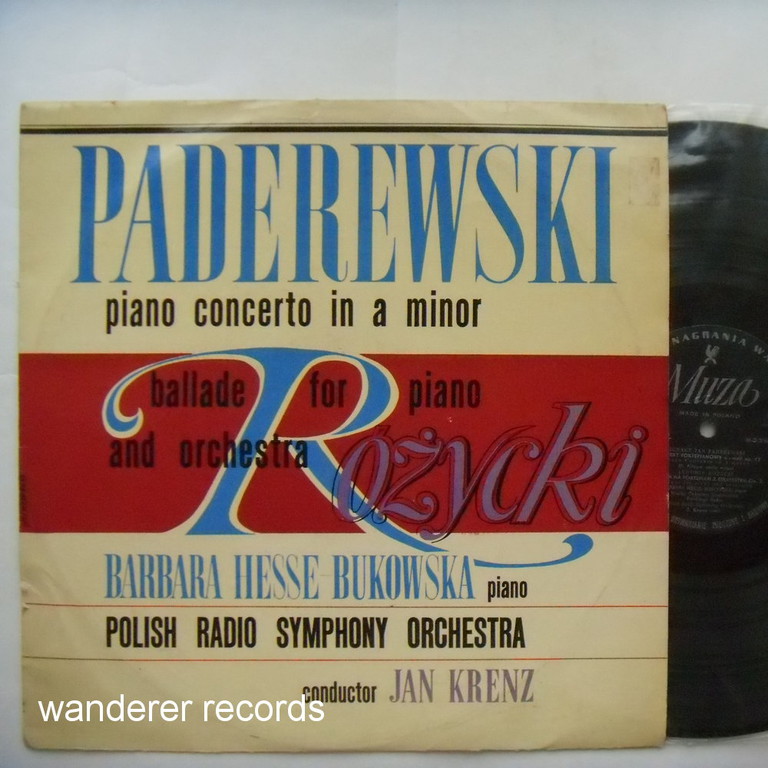 PADEREWSKI
piano concerto in a minor
ballade for piano
and orchestra
Różycki
BARBARA HESSE-BUKOWSKA piano
POLISH RADIO SYMPHONY ORCHESTRA
conductor JAN KRENZ
wanderer records
NAGRANIA
Muza
MADE IN POLAND